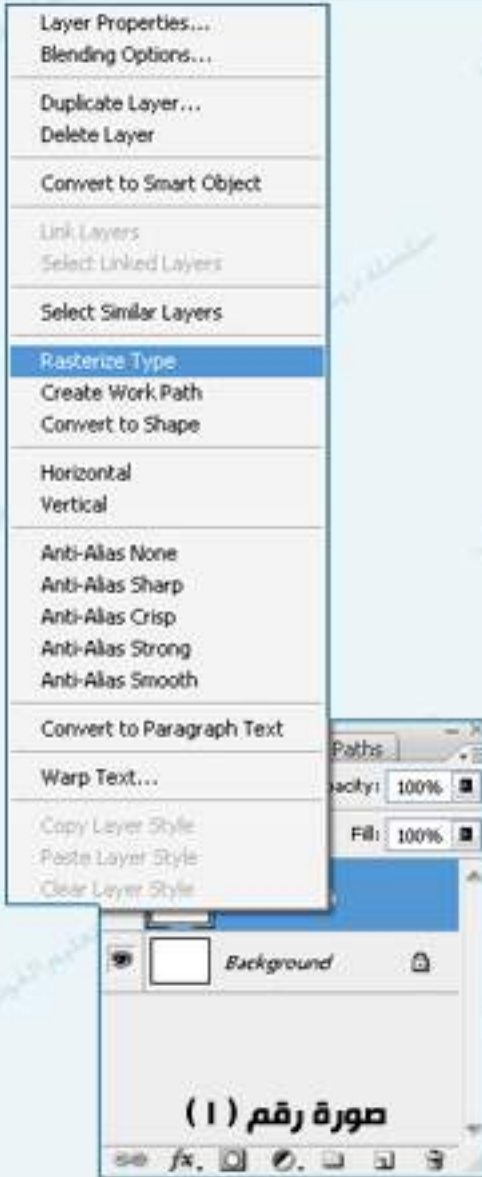 Layer Properties...
Blending Options...
Duplicate Layer...
Delete Layer
Convert to Smart Object
Link Layers
Select Linked Layers
Select Similar Layers
Rasterize Type
Create Work Path
Convert to Shape
Horizontal
Vertical
Anti-Alias None
Anti-Alias Sharp
Anti-Alias Crisp
Anti-Alias Strong
Anti-Alias Smooth
Convert to Paragraph Text
Warp Text...
Copy Layer Style
Paste Layer Style
Clear Layer Style
Paths
acity: 100%
Fill: 100%
Background
صورة رقم (١)
fx.